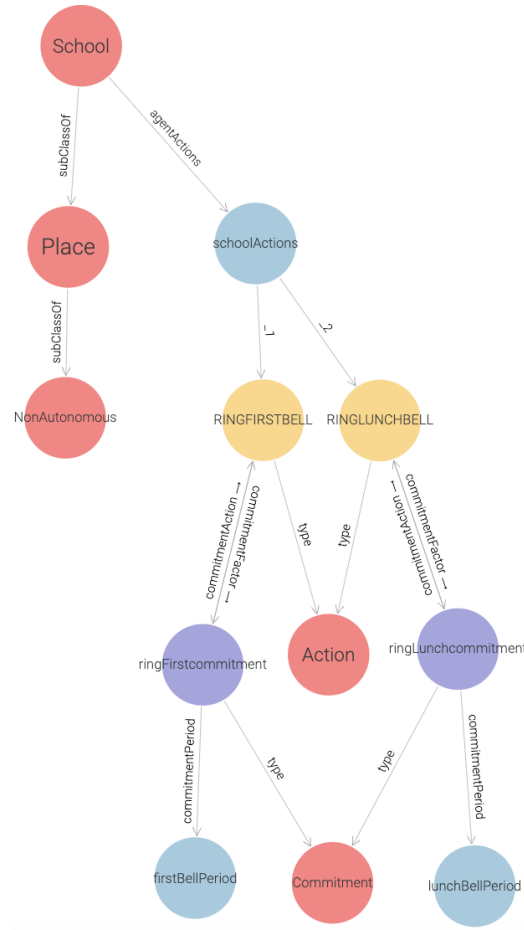 School
subClassOf
agentActions
Place
schoolActions
subClassOf
_1
_2
NonAutonomous
RINGFIRSTBELL
RINGLUNCHBELL
commitmentAction ←
commitmentFactor →
type
type
commitmentFactor →
commitmentAction ←
ringFirstcommitment
Action
ringLunchcommitment
commitmentPeriod
type
type
commitmentPeriod
firstBellPeriod
Commitment
lunchBellPeriod